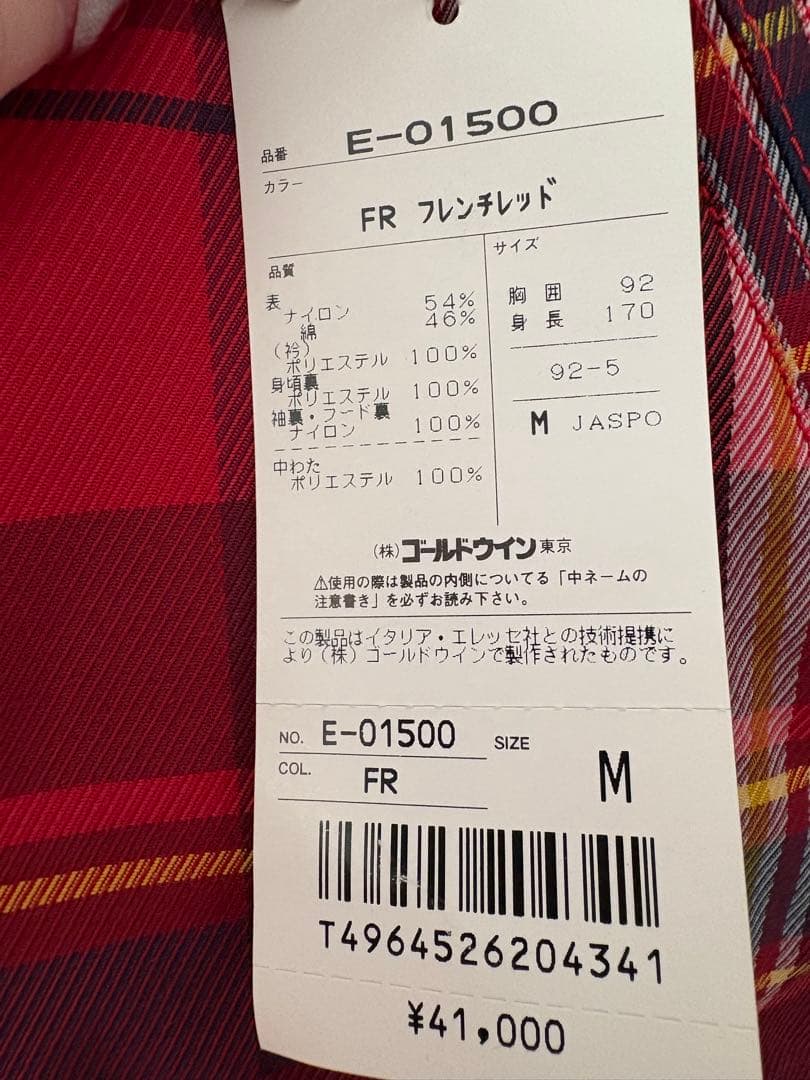 品番 E-01500
カラー
FR フレンチレッド
品質
表
ナイロン 54%
綿 46%
(衿)
ポリエステル 100%
身頃裏
ポリエステル 100%
袖裏・フード裏
ナイロン 100%
中わた
ポリエステル 100%
サイズ
胸囲 92
身長 170
92-5
M JASPO
(株)ゴールドウイン東京
⚠使用の際は製品の内側についてる「中ネームの
注意書き」を必ずお読み下さい。
この製品はイタリア・エレッセ社との技術提携に
より(株)ゴールドウインで製作されたものです。
NO. E-01500
COL. FR
SIZE M
T4964526204341
¥41,000